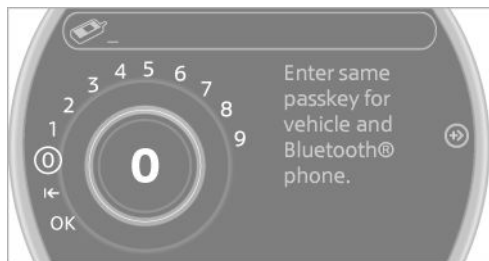 _
4 5 6
3 7
2 8
1 9
0 0
OK
Enter same
passkey for
vehicle and
Bluetooth®
phone.